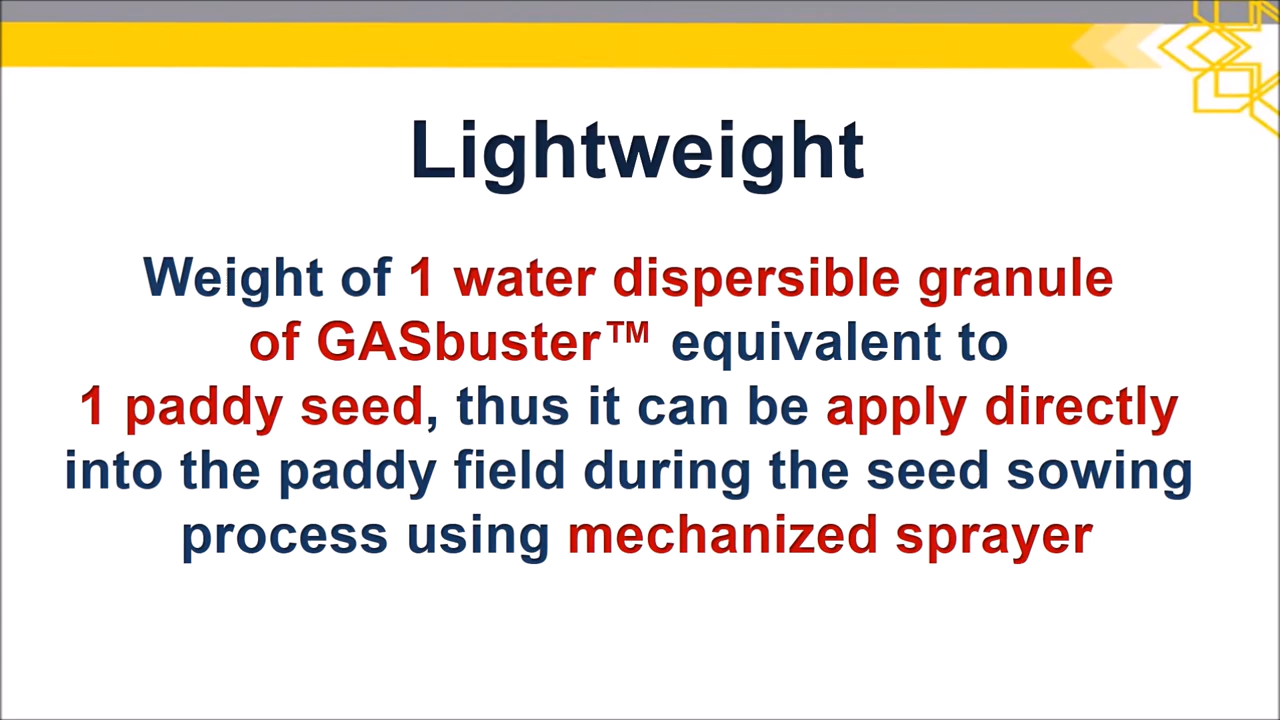 Lightweight
Weight of 1 water dispersible granule
of GASbuster™ equivalent to
1 paddy seed, thus it can be apply directly
into the paddy field during the seed sowing
process using mechanized sprayer